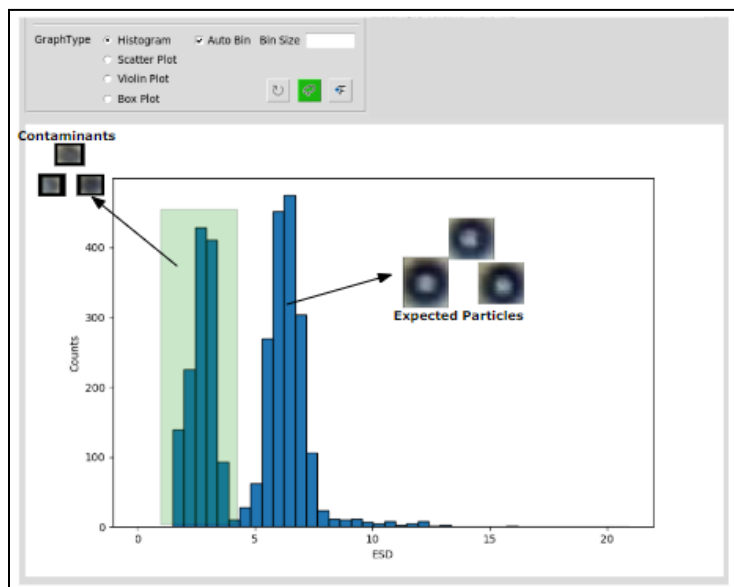 GraphType Histogram Auto Bin Bin Size
Scatter Plot
Violin Plot
Box Plot
Contaminants
Expected Particles
Counts
400
300
200
100
0
0 5 10 15 20
ESD